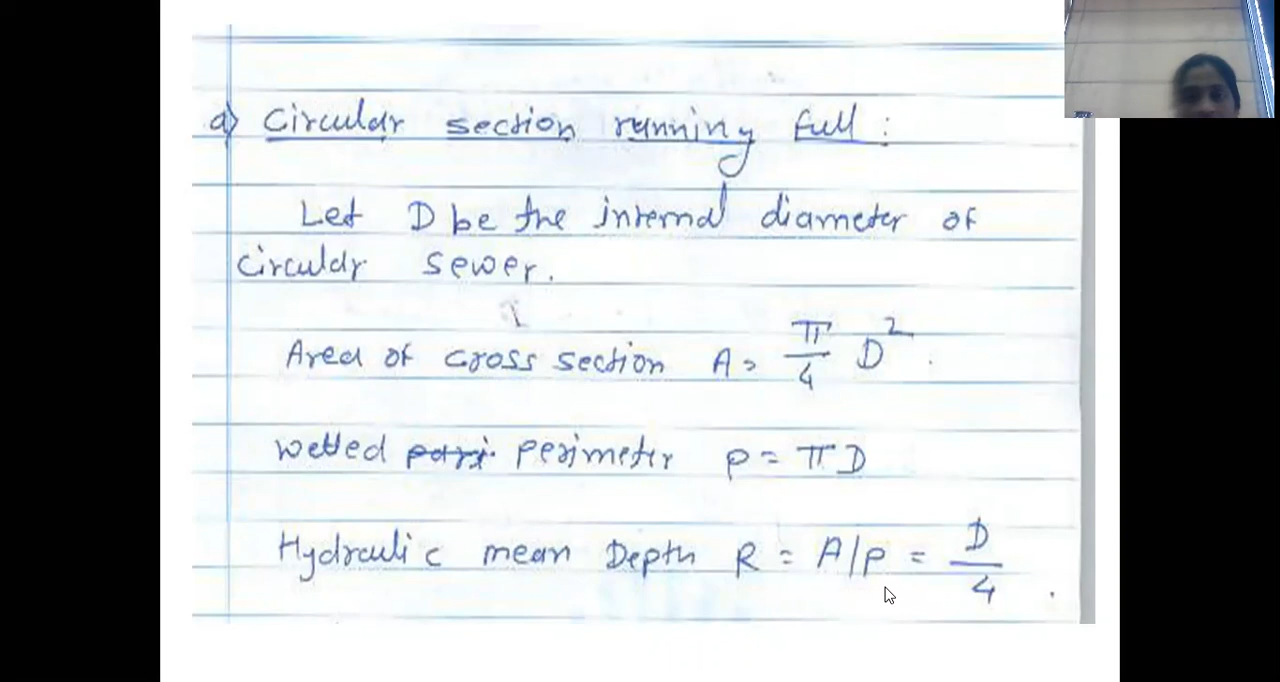 a) Circular section running full :
Let D be the internal diameter of
circular sewer.
Area of cross section A = π/4 D² .
wetted peri perimeter p = πD
Hydraulic mean Depth R = A/p = D/4 .